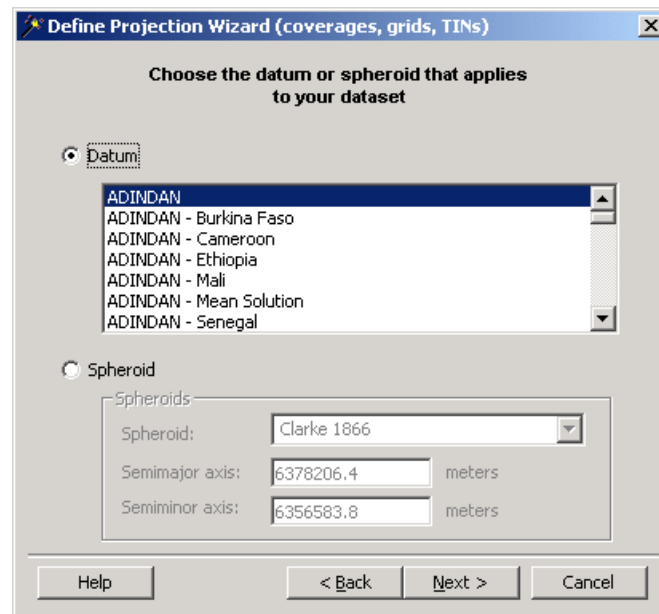 Define Projection Wizard (coverages, grids, TINs)
Choose the datum or spheroid that applies
to your dataset
Datum
ADINDAN
ADINDAN - Burkina Faso
ADINDAN - Cameroon
ADINDAN - Ethiopia
ADINDAN - Mali
ADINDAN - Mean Solution
ADINDAN - Senegal
Spheroid
Spheroids
Spheroid: Clarke 1866
Semimajor axis: 6378206.4 meters
Semiminor axis: 6356583.8 meters
Help < Back Next > Cancel